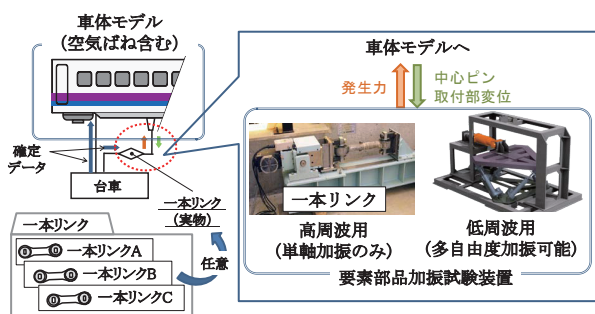 車体モデル
(空気ばね含む)
確定
データ
台車
一本リンク
(実物)
一本リンク
一本リンクA
一本リンクB
一本リンクC
任意
車体モデルへ
発生力
中心ピン
取付部変位
一本リンク
高周波用
(単軸加振のみ)
低周波用
(多自由度加振可能)
要素部品加振試験装置